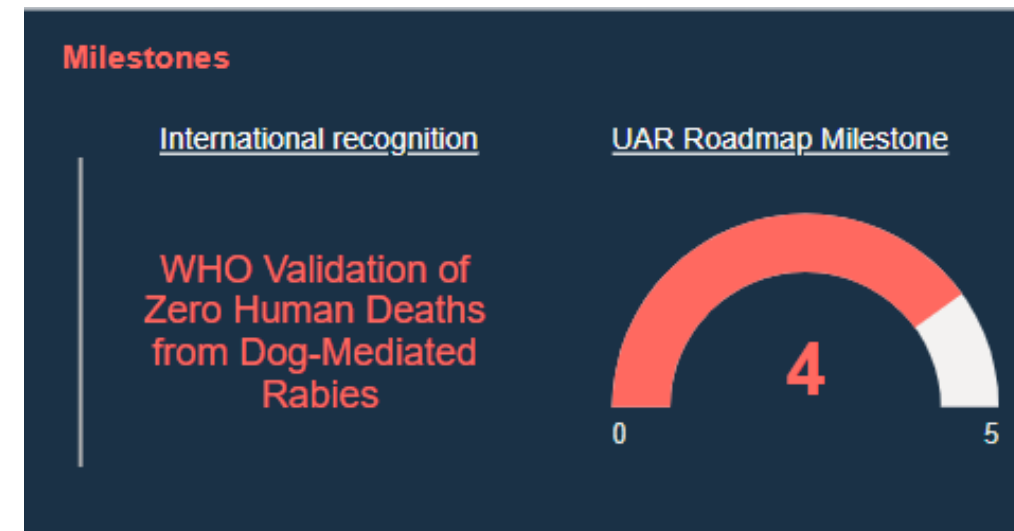 Milestones
International recognition
UAR Roadmap Milestone
WHO Validation of
Zero Human Deaths
from Dog-Mediated
Rabies
4
0
5